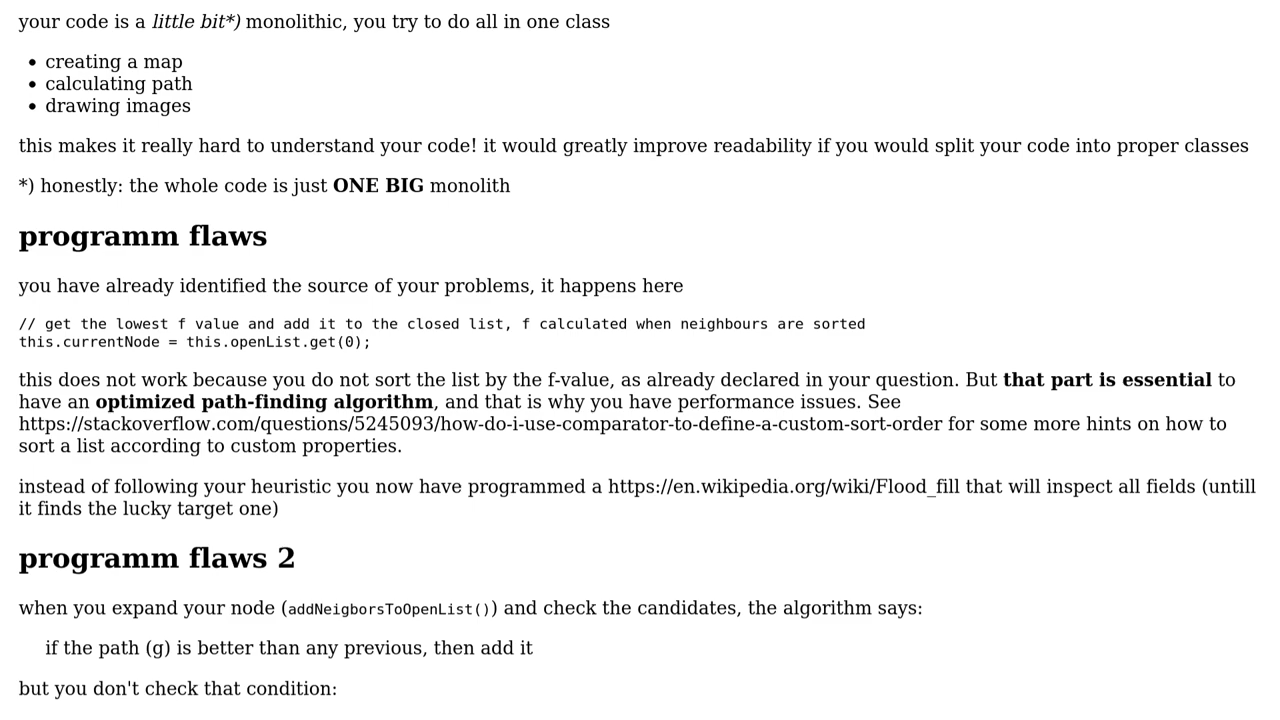 your code is a little bit*) monolithic, you try to do all in one class
• creating a map
• calculating path
• drawing images
this makes it really hard to understand your code! it would greatly improve readability if you would split your code into proper classes
*) honestly: the whole code is just ONE BIG monolith
programm flaws
you have already identified the source of your problems, it happens here
// get the lowest f value and add it to the closed list, f calculated when neighbours are sorted
this.currentNode = this.openList.get(0);
this does not work because you do not sort the list by the f-value, as already declared in your question. But that part is essential to
have an optimized path-finding algorithm, and that is why you have performance issues. See
https://stackoverflow.com/questions/5245093/how-do-i-use-comparator-to-define-a-custom-sort-order for some more hints on how to
sort a list according to custom properties.
instead of following your heuristic you now have programmed a https://en.wikipedia.org/wiki/Flood_fill that will inspect all fields (untill
it finds the lucky target one)
programm flaws 2
when you expand your node (addNeigborsToOpenList()) and check the candidates, the algorithm says:
if the path (g) is better than any previous, then add it
but you don't check that condition: